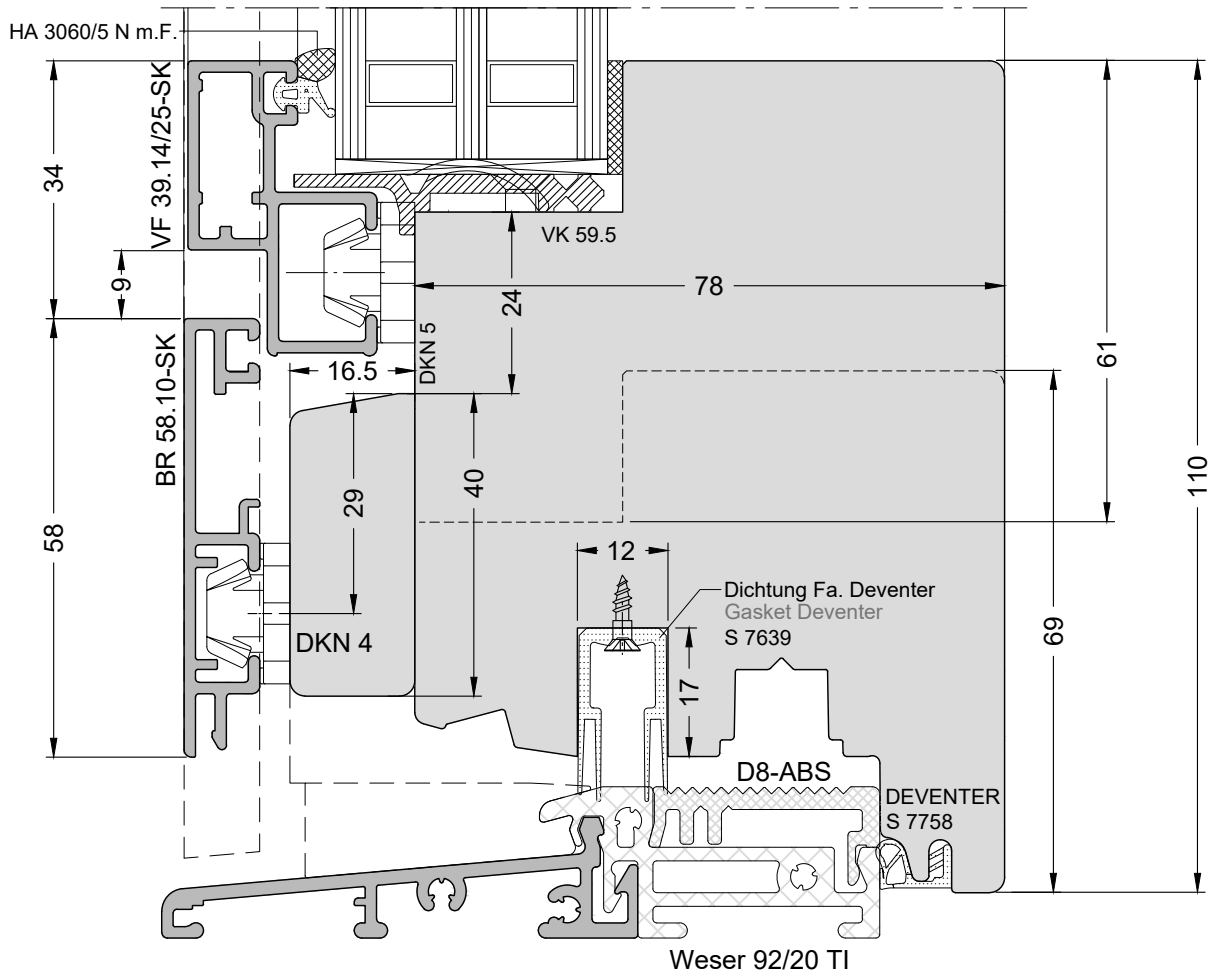 HA 3060/5 N m.F.
VF 39.14/25-SK
34
9
VK 59.5
78
24
DKN 5
16.5
61
BR 58.10-SK
58
29
40
110
12
Dichtung Fa. Deventer
Gasket Deventer
S 7639
69
DKN 4
17
D8-ABS
DEVENTER
S 7758
Weser 92/20 TI